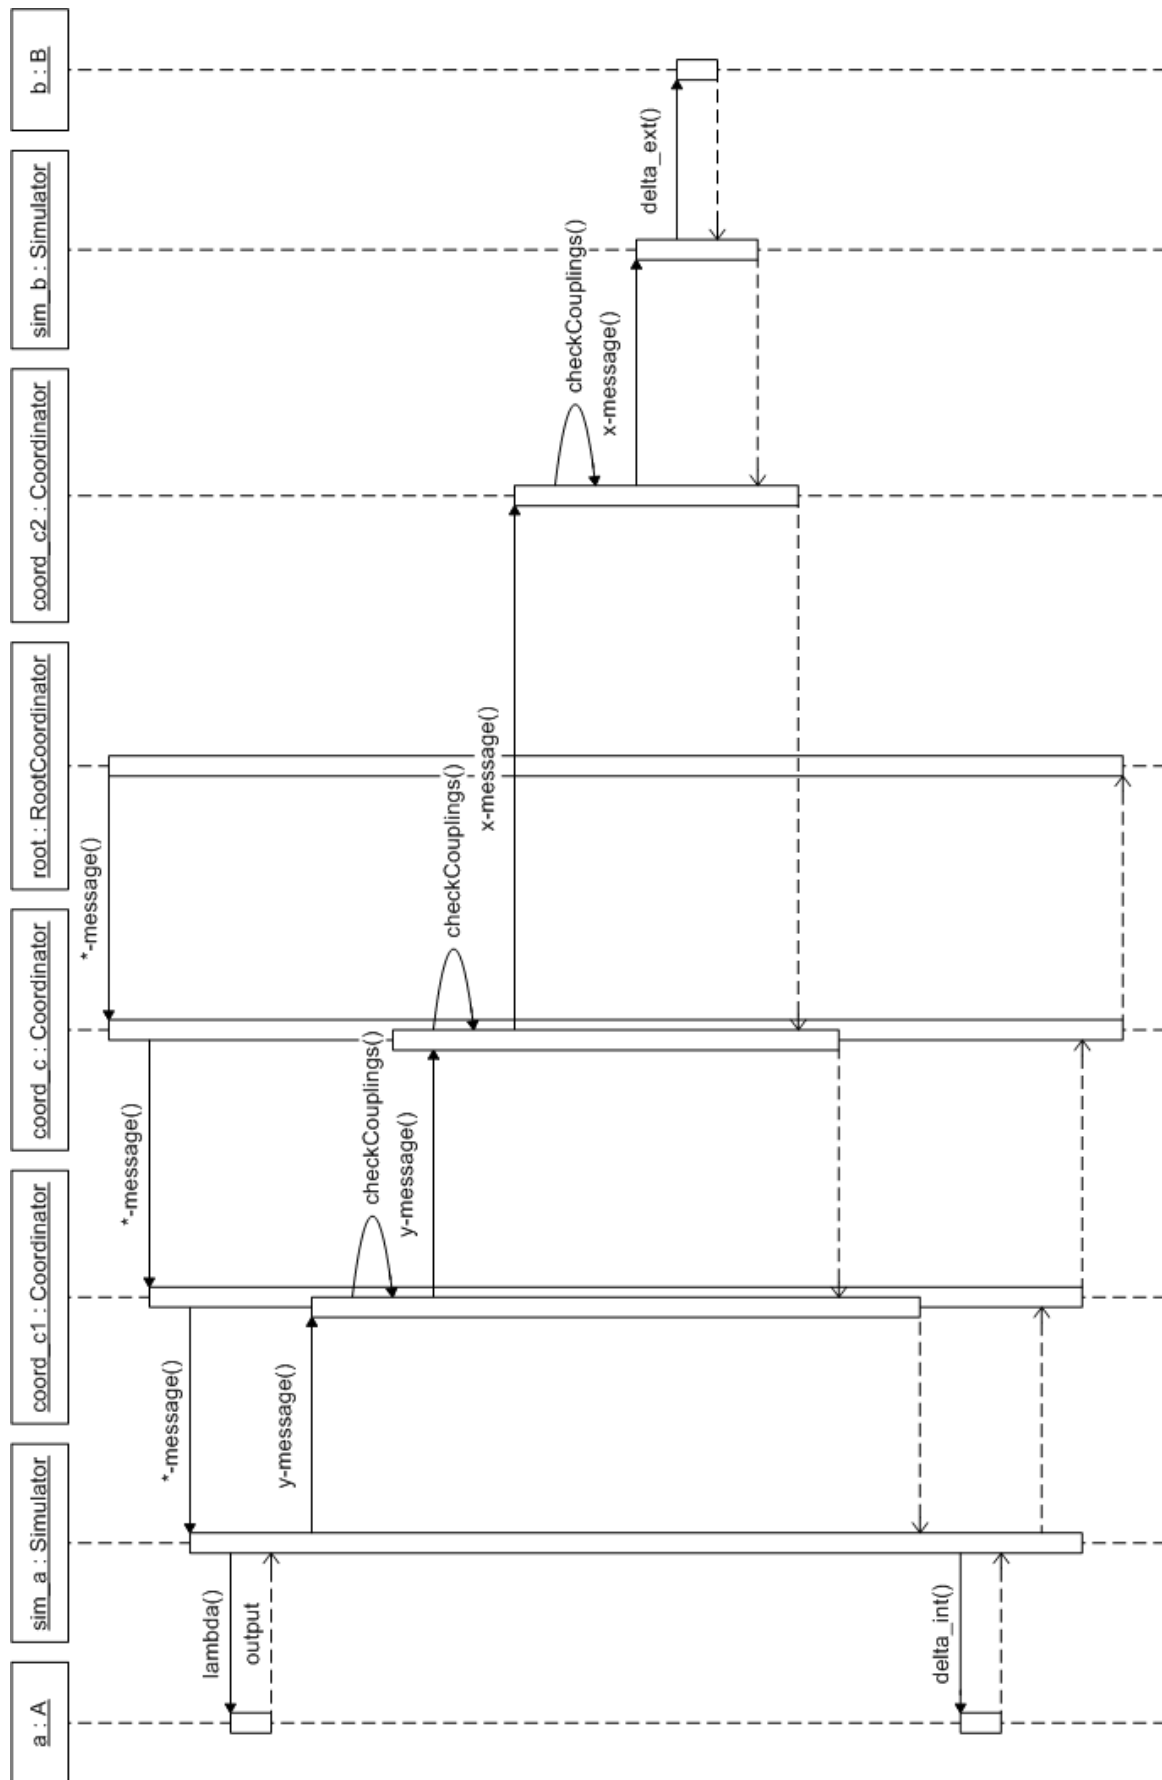 a : A
sim_a : Simulator
coord_c1 : Coordinator
coord_c : Coordinator
root : RootCoordinator
coord_c2 : Coordinator
sim_b : Simulator
b : B
*-message()
*-message()
*-message()
lambda()
output
y-message()
checkCouplings()
y-message()
checkCouplings()
x-message()
checkCouplings()
x-message()
delta_ext()
delta_int()